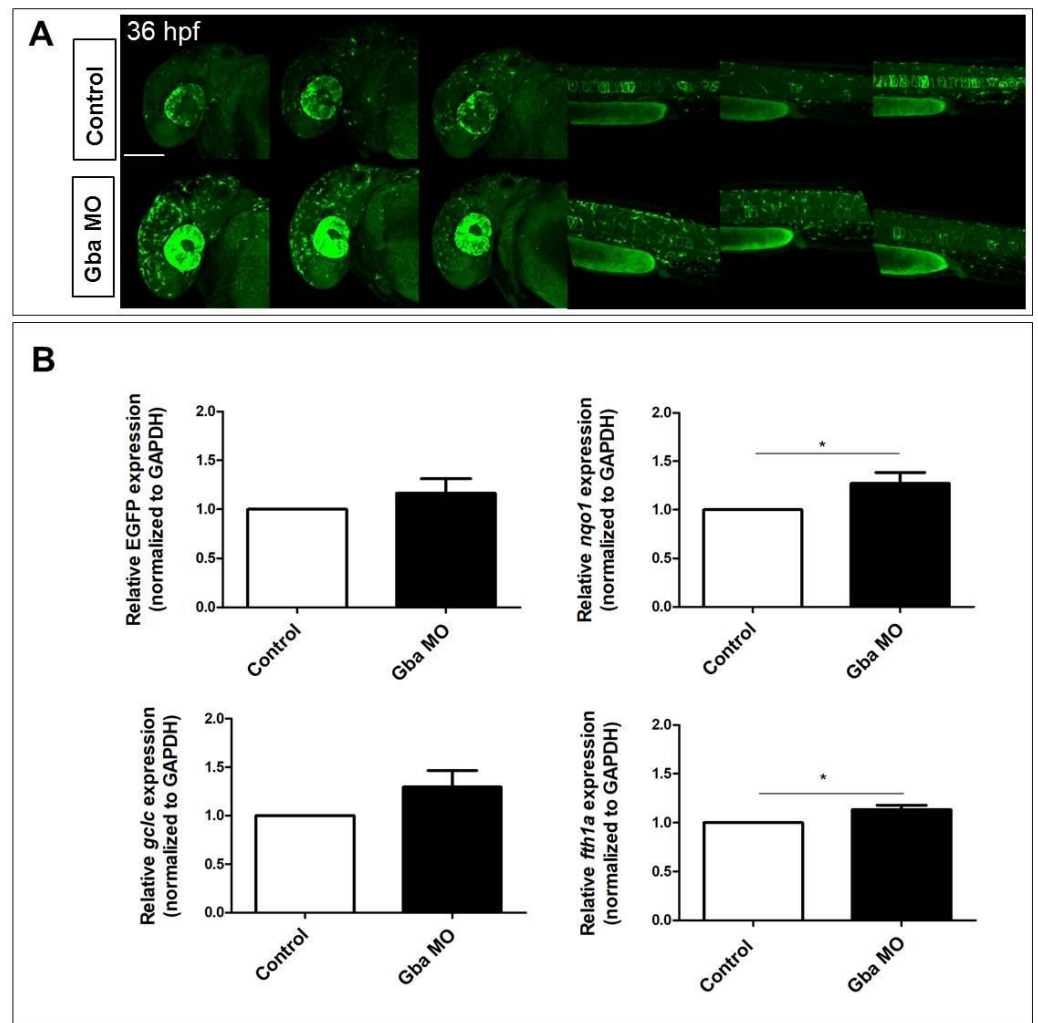 A
36 hpf
Control
Gba MO
B
Relative EGFP expression
(normalized to GAPDH)
2.0
1.5
1.0
0.5
0.0
Control
Gba MO
Relative nqo1 expression
(normalized to GAPDH)
2.0
1.5
1.0
0.5
0.0
*
Control
Gba MO
Relative gclc expression
(normalized to GAPDH)
2.0
1.5
1.0
0.5
0.0
Control
Gba MO
Relative fth1a expression
(normalized to GAPDH)
2.0
1.5
1.0
0.5
0.0
*
Control
Gba MO